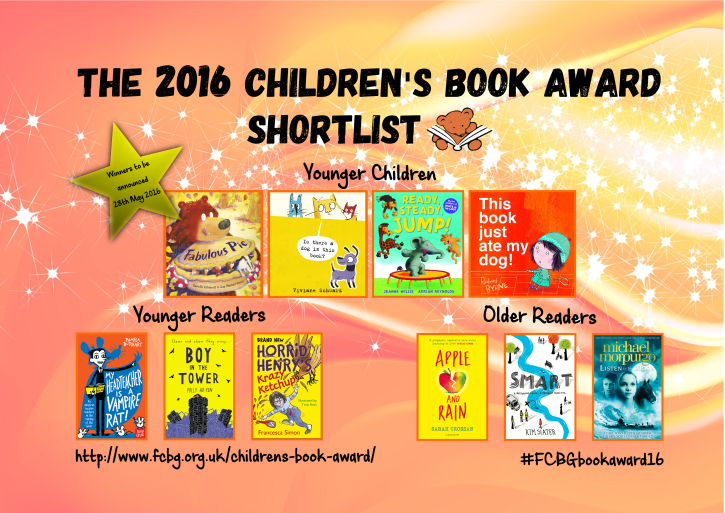 THE 2016 CHILDREN'S BOOK AWARD
SHORTLIST
Winners to be
announced
28th May 2016
Younger Children
Fabulous Pie
Is there a
dog in this
book?
Viviane Schwarz
READY,
STEADY,
JUMP!
JEANNE WILLIS ADRIAN REYNOLDS
This
book
just
ate my
dog!
Younger Readers
Older Readers
PAMELA
BUTCHART
MY
HEADTEACHER
IS A
VAMPIRE
RAT!
BOY
IN THE
TOWER
POLLY HO-YEN
BRAND NEW
HORRID
HENRY'S
Krazy
Ketchup
Francesca Simon
APPLE
AND
RAIN
SARAH CROSSAN
SMART
KIM SLATER
michael
morpurgo
LISTEN TO THE MOON
http://www.fcbg.org.uk/childrens-book-award/
#FCBGbookaward16